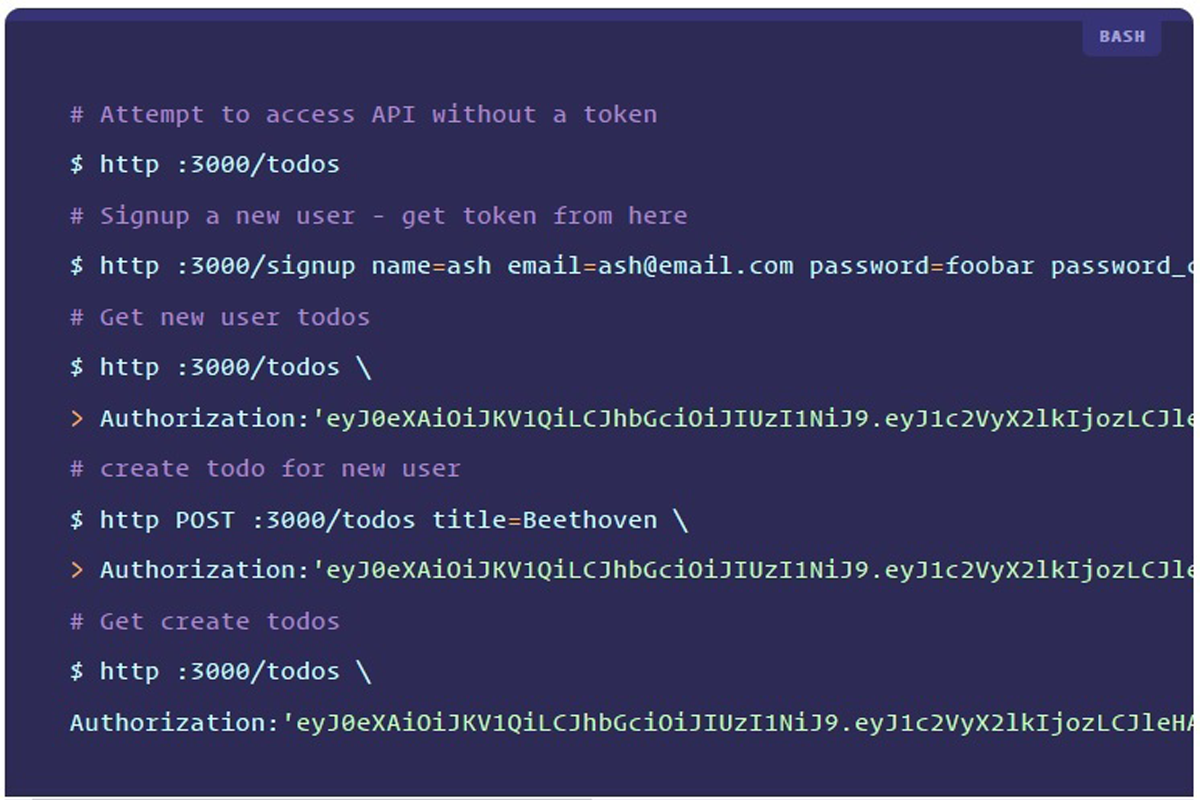 BASH
# Attempt to access API without a token
$ http :3000/todos
# Signup a new user - get token from here
$ http :3000/signup name=ash email=ash@email.com password=foobar password_
# Get new user todos
$ http :3000/todos \
> Authorization:'eyJ0eXAiOiJKV1QiLCJhbGciOiJIUzI1NiJ9.eyJ1c2VyX2lkIjozLCJle
# create todo for new user
$ http POST :3000/todos title=Beethoven \
> Authorization:'eyJ0eXAiOiJKV1QiLCJhbGciOiJIUzI1NiJ9.eyJ1c2VyX2lkIjozLCJle
# Get create todos
$ http :3000/todos \
Authorization:'eyJ0eXAiOiJKV1QiLCJhbGciOiJIUzI1NiJ9.eyJ1c2VyX2lkIjozLCJleHA